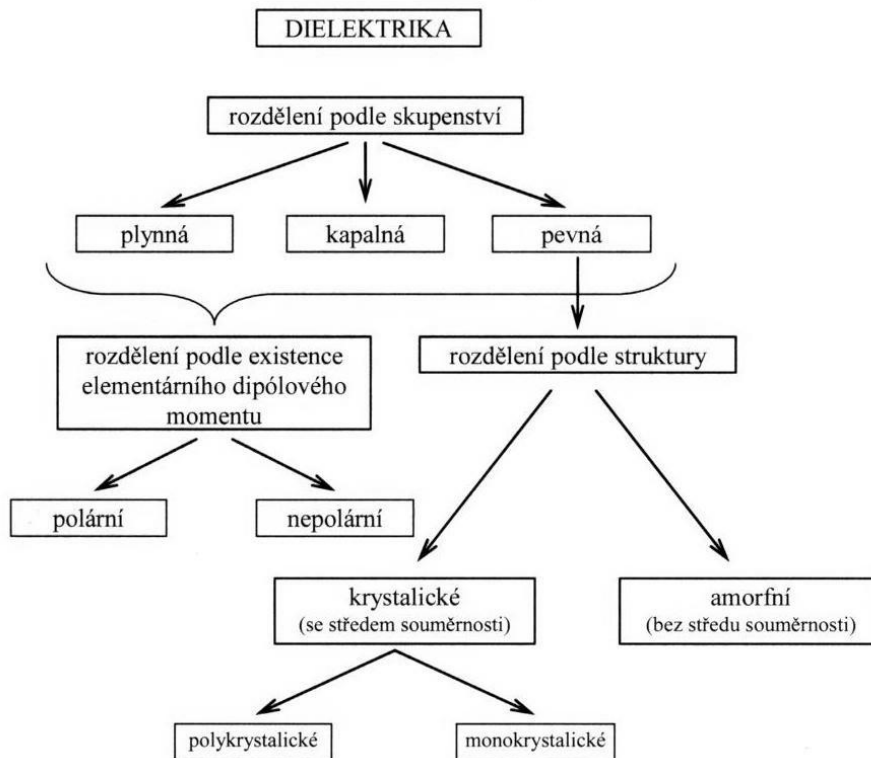 DIELEKTRIKA
rozdělení podle skupenství
plynná
kapalná
pevná
rozdělení podle existence
elementárního dipólového
momentu
rozdělení podle struktury
polární
nepolární
krystalické
(se středem souměrnosti)
amorfní
(bez středu souměrnosti)
polykrystalické
monokrystalické